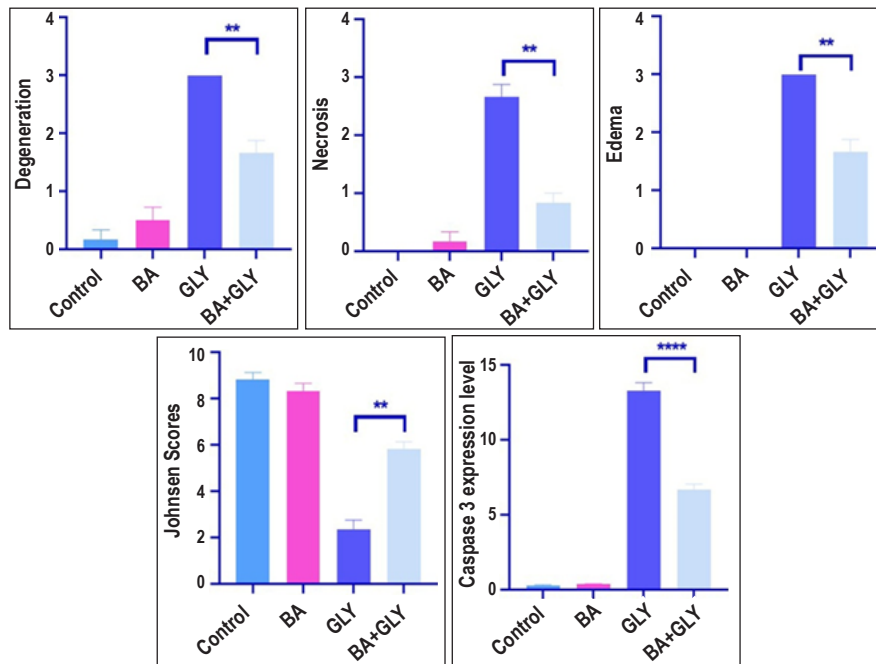 Degeneration
4
3
2
1
0
**
Control
BA
GLY
BA+GLY
Necrosis
4
3
2
1
0
**
Control
BA
GLY
BA+GLY
Edema
4
3
2
1
0
**
Control
BA
GLY
BA+GLY
Johnsen Scores
10
8
6
4
2
0
**
Control
BA
GLY
BA+GLY
Caspase 3 expression level
15
10
5
0
****
Control
BA
GLY
BA+GLY